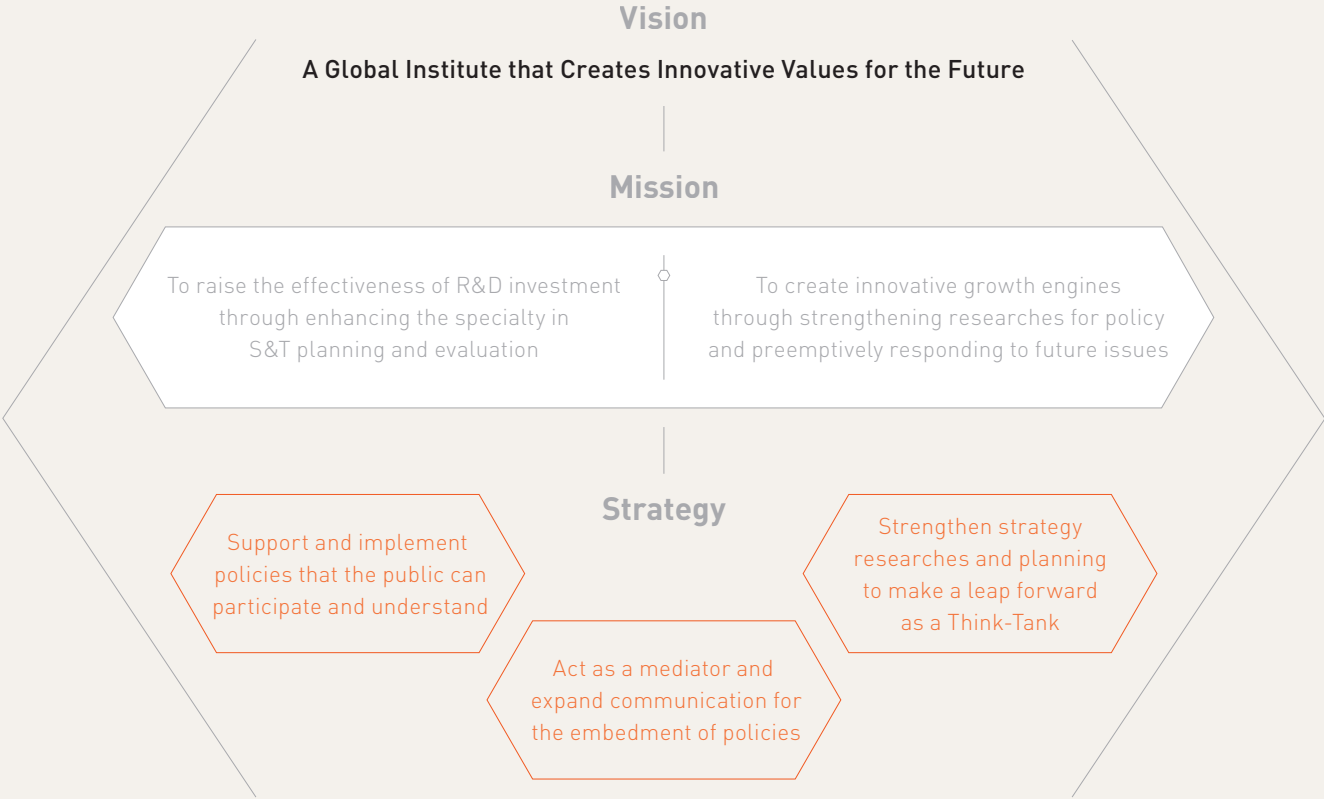 Vision
A Global Institute that Creates Innovative Values for the Future
Mission
To raise the effectiveness of R&D investment
through enhancing the specialty in
S&T planning and evaluation
To create innovative growth engines
through strengthening researches for policy
and preemptively responding to future issues
Strategy
Support and implement
policies that the public can
participate and understand
Act as a mediator and
expand communication for
the embedment of policies
Strengthen strategy
researches and planning
to make a leap forward
as a Think-Tank